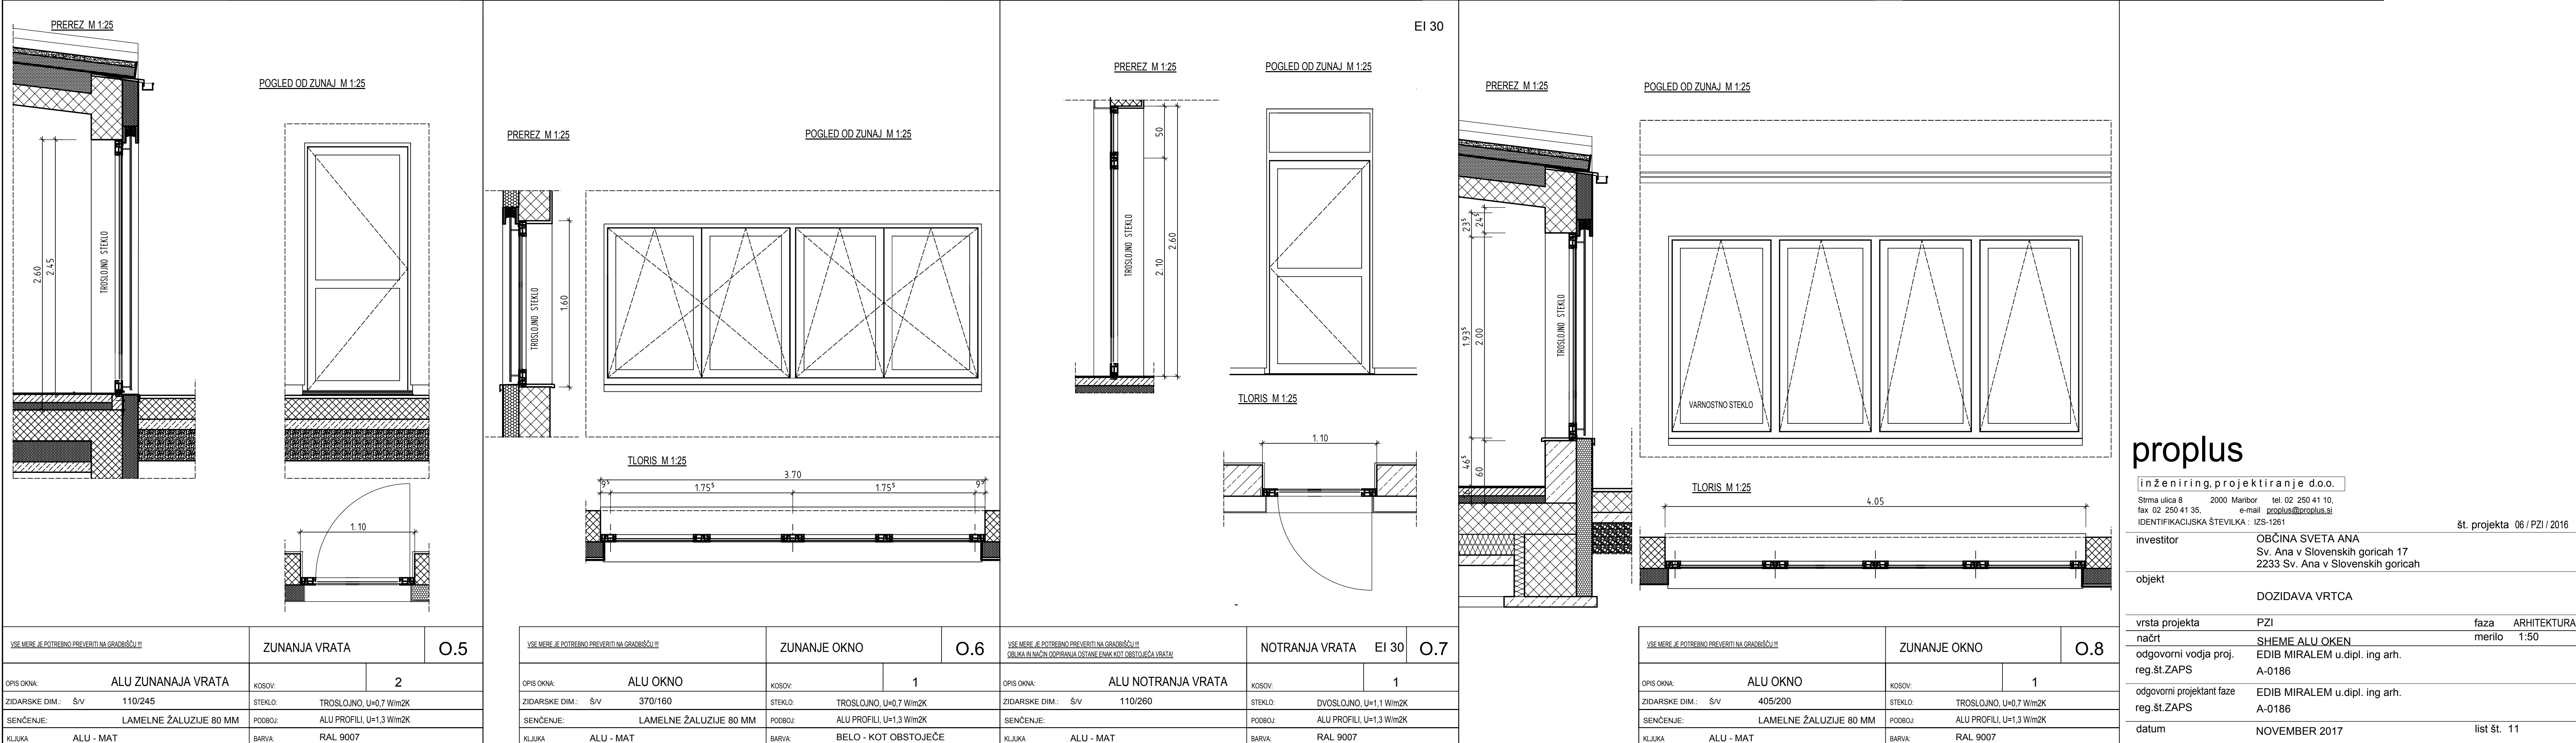 PREREZ M 1:25
POGLED OD ZUNAJ M 1:25
2.60
2.45
TROSLOJNO STEKLO
1.10
VSE MERE JE POTREBNO PREVERITI NA GRADBIŠČU !!!
ZUNANJA VRATA
O.5
OPIS OKNA: ALU ZUNANAJA VRATA
KOSOV: 2
ZIDARSKE DIM.: Š/V 110/245
STEKLO: TROSLOJNO, U=0,7 W/m2K
SENČENJE: LAMELNE ŽALUZIJE 80 MM
PODBOJ: ALU PROFILI, U=1,3 W/m2K
KLJUKA ALU - MAT
BARVA: RAL 9007
PREREZ M 1:25
POGLED OD ZUNAJ M 1:25
TROSLOJNO STEKLO
1.60
TLORIS M 1:25
3.70
9⁵ 1.75⁵ 1.75⁵ 9⁵
VSE MERE JE POTREBNO PREVERITI NA GRADBIŠČU !!!
ZUNANJE OKNO
O.6
OPIS OKNA: ALU OKNO
KOSOV: 1
ZIDARSKE DIM.: Š/V 370/160
STEKLO: TROSLOJNO, U=0,7 W/m2K
SENČENJE: LAMELNE ŽALUZIJE 80 MM
PODBOJ: ALU PROFILI, U=1,3 W/m2K
KLJUKA ALU - MAT
BARVA: BELO - KOT OBSTOJEČE
EI 30
PREREZ M 1:25
POGLED OD ZUNAJ M 1:25
50
TROSLOJNO STEKLO
2.10
2.60
TLORIS M 1:25
1.10
VSE MERE JE POTREBNO PREVERITI NA GRADBIŠČU !!!
OBLIKA IN NAČIN ODPIRANJA OSTANE ENAK KOT OBSTOJEČA VRATA!
NOTRANJA VRATA EI 30
O.7
OPIS OKNA: ALU NOTRANJA VRATA
KOSOV: 1
ZIDARSKE DIM.: Š/V 110/260
STEKLO: DVOSLOJNO, U=1,1 W/m2K
SENČENJE:
PODBOJ: ALU PROFILI, U=1,3 W/m2K
KLJUKA ALU - MAT
BARVA: RAL 9007
PREREZ M 1:25
POGLED OD ZUNAJ M 1:25
23⁵
24⁵
1.93⁵
2.00
TROSLOJNO STEKLO
46⁵
60
VARNOSTNO STEKLO
TLORIS M 1:25
4.05
VSE MERE JE POTREBNO PREVERITI NA GRADBIŠČU !!!
ZUNANJE OKNO
O.8
OPIS OKNA: ALU OKNO
KOSOV: 1
ZIDARSKE DIM.: Š/V 405/200
STEKLO: TROSLOJNO, U=0,7 W/m2K
SENČENJE: LAMELNE ŽALUZIJE 80 MM
PODBOJ: ALU PROFILI, U=1,3 W/m2K
KLJUKA ALU - MAT
BARVA: RAL 9007
proplus
inženiring, projektiranje d.o.o.
Strma ulica 8 2000 Maribor tel. 02 250 41 10,
fax 02 250 41 35, e-mail proplus@proplus.si
IDENTIFIKACIJSKA ŠTEVILKA : IZS-1261
št. projekta 06 / PZI / 2016
investitor OBČINA SVETA ANA
Sv. Ana v Slovenskih goricah 17
2233 Sv. Ana v Slovenskih goricah
objekt
DOZIDAVA VRTCA
vrsta projekta PZI faza ARHITEKTURA
načrt SHEME ALU OKEN merilo 1:50
odgovorni vodja proj. EDIB MIRALEM u.dipl. ing arh.
reg.št.ZAPS A-0186
odgovorni projektant faze EDIB MIRALEM u.dipl. ing arh.
reg.št.ZAPS A-0186
datum NOVEMBER 2017 list št. 11